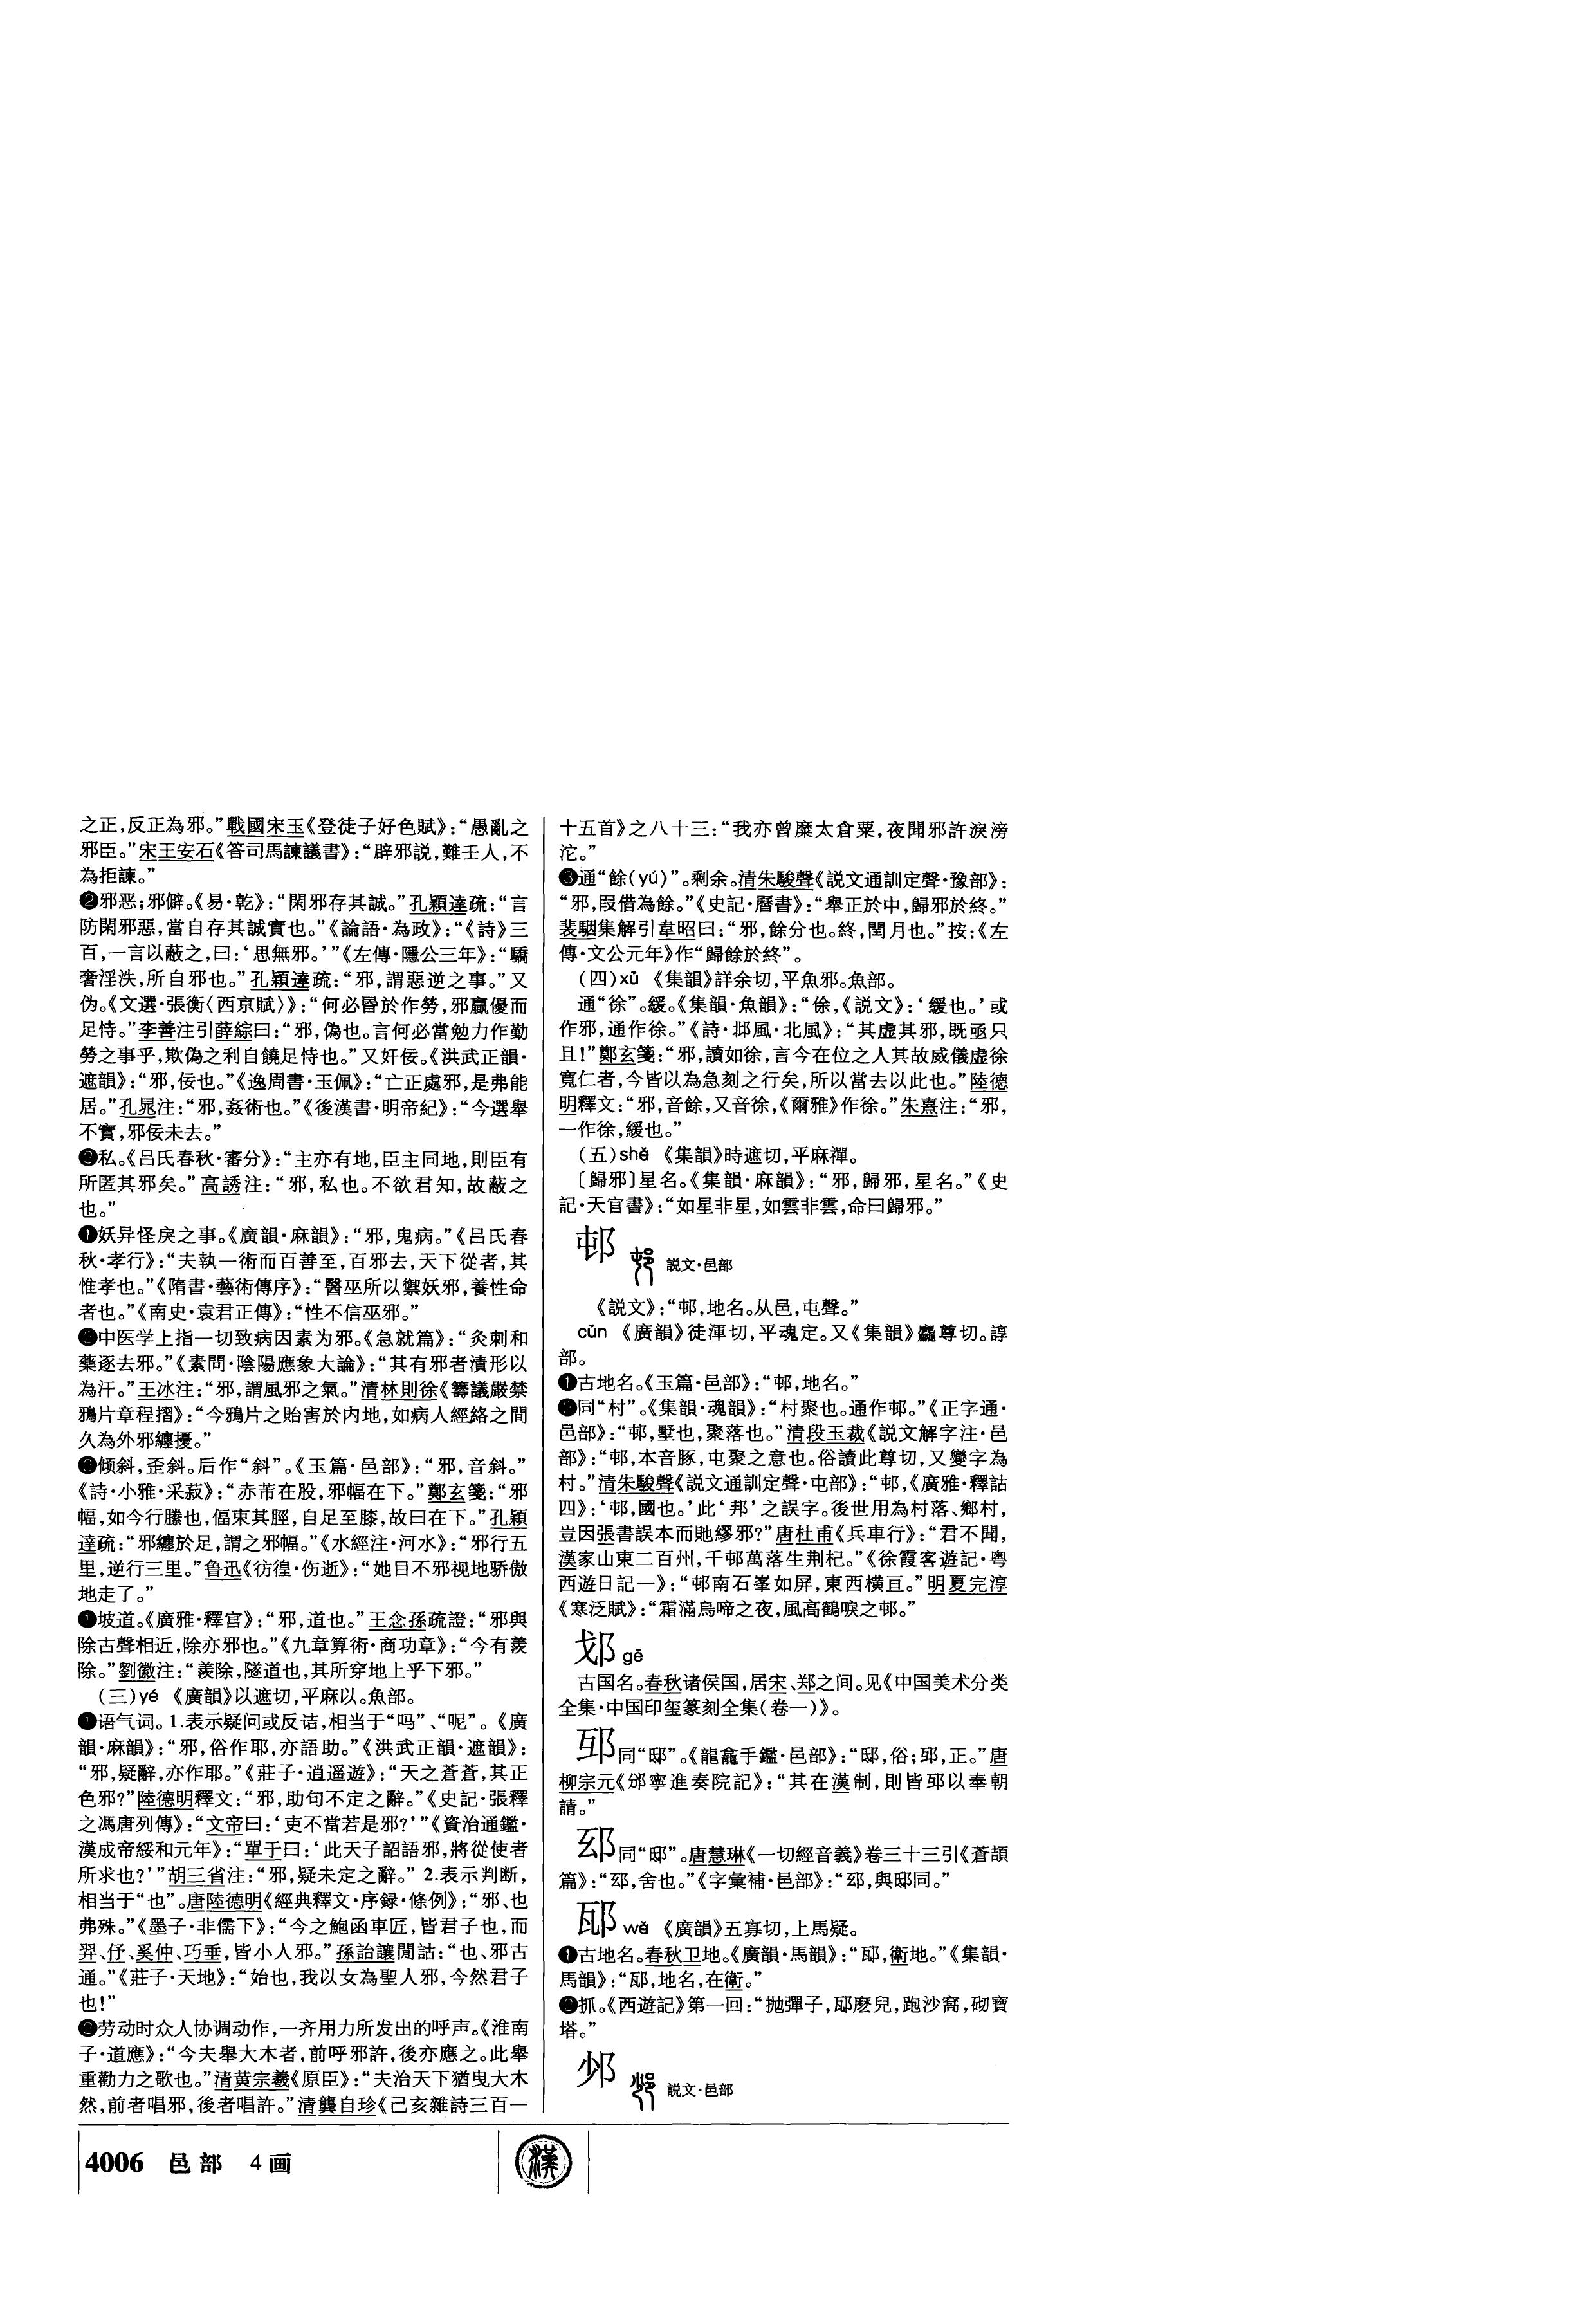 之正，反正為邪。”戰國宋玉《登徒子好色賦》：“愚亂之
邪臣。”宋王安石《答司馬諫議書》：“辟邪説，難壬人，不
為拒諫。”
❷邪恶；邪僻。《易·乾》：“閑邪存其誠。”孔穎達疏：“言
防閑邪惡，當自存其誠實也。”《論語·為政》：“《詩》三
百，一言以蔽之，曰：‘思無邪。’”《左傳·隱公三年》：“驕
奢淫泆，所自邪也。”孔穎達疏：“邪，謂惡逆之事。”又
伪。《文選·張衡〈西京賦〉》：“何必昬於作勞，邪贏優而
足恃。”李善注引薛綜曰：“邪，偽也。言何必當勉力作勤
勞之事乎，欺偽之利自饒足恃也。”又奸佞。《洪武正韻·
遮韻》：“邪，佞也。”《逸周書·玉佩》：“亡正處邪，是弗能
居。”孔晁注：“邪，姦術也。”《後漢書·明帝紀》：“今選舉
不實，邪佞未去。”
私。《吕氏春秋·審分》：“主亦有地，臣主同地，則臣有
所匿其邪矣。”高誘注：“邪，私也。不欲君知，故蔽之
也。”
妖异怪戾之事。《廣韻·麻韻》：“邪，鬼病。”《吕氏春
秋·孝行》：“夫執一術而百善至，百邪去，天下從者，其
惟孝也。”《隋書·藝術傳序》：“醫巫所以禦妖邪，養性命
者也。”《南史·袁君正傳》：“性不信巫邪。”
中医学上指一切致病因素为邪。《急就篇》：“灸刺和
藥逐去邪。”《素問·陰陽應象大論》：“其有邪者漬形以
為汗。”王冰注：“邪，謂風邪之氣。”清林則徐《籌議嚴禁
鴉片章程摺》：“今鴉片之貽害於内地，如病人經絡之間
久為外邪纏擾。”
倾斜，歪斜。后作“斜”。《玉篇·邑部》：“邪，音斜。”
《詩·小雅·采菽》：“赤芾在股，邪幅在下。”鄭玄箋：“邪
幅，如今行縢也，偪束其脛，自足至膝，故曰在下。”孔穎
達疏：“邪纏於足，謂之邪幅。”《水經注·河水》：“邪行五
里，逆行三里。”鲁迅《彷徨·伤逝》：“她目不邪视地骄傲
地走了。”
坡道。《廣雅·釋宫》：“邪，道也。”王念孫疏證：“邪與
除古聲相近，除亦邪也。”《九章算術·商功章》：“今有羨
除。”劉徽注：“羨除，隧道也，其所穿地上乎下邪。”
（三）yé 《廣韻》以遮切，平麻以。魚部。
❶语气词。1.表示疑问或反诘，相当于“吗”、“呢”。《廣
韻·麻韻》：“邪，俗作耶，亦語助。”《洪武正韻·遮韻》：
“邪，疑辭，亦作耶。”《莊子·逍遥遊》：“天之蒼蒼，其正
色邪？”陸德明釋文：“邪，助句不定之辭。”《史記·張釋
之馮唐列傳》：“文帝曰：‘吏不當若是邪？’”《資治通鑑·
漢成帝綏和元年》：“單于曰：‘此天子詔語邪，將從使者
所求也？’”胡三省注：“邪，疑未定之辭。”2.表示判断，
相当于“也”。唐陸德明《經典釋文·序録·條例》：“邪、也
弗殊。”《墨子·非儒下》：“今之鮑函車匠，皆君子也，而
羿、伃、奚仲、巧垂，皆小人邪。”孫詒讓閒詁：“也、邪古
通。”《莊子·天地》：“始也，我以女為聖人邪，今然君子
也！”
❷劳动时众人协调动作，一齐用力所发出的呼声。《淮南
子·道應》：“今夫舉大木者，前呼邪許，後亦應之。此舉
重勸力之歌也。”清黄宗羲《原臣》：“夫治天下猶曳大木
然，前者唱邪，後者唱許。”清龔自珍《己亥雜詩三百一
十五首》之八十三：“我亦曾糜太倉粟，夜聞邪許淚滂
沱。”
❸通“餘（yú）”。剩余。清朱駿聲《説文通訓定聲·豫部》：
“邪，叚借為餘。”《史記·曆書》：“舉正於中，歸邪於終。”
裴駰集解引韋昭曰：“邪，餘分也。終，閏月也。”按：《左
傳·文公元年》作“歸餘於終”。
（四）xú 《集韻》詳余切，平魚邪。魚部。
通“徐”。緩。《集韻·魚韻》：“徐，《説文》：‘緩也。’或
作邪，通作徐。”《詩·邶風·北風》：“其虚其邪，既亟只
且！”鄭玄箋：“邪，讀如徐，言今在位之人其故威儀虚徐
寬仁者，今皆以為急刻之行矣，所以當去以此也。”陸德
明釋文：“邪，音餘，又音徐，《爾雅》作徐。”朱熹注：“邪，
一作徐，緩也。”
（五）shé 《集韻》時遮切，平麻禪。
〔歸邪〕星名。《集韻·麻韻》：“邪，歸邪，星名。”《史
記·天官書》：“如星非星，如雲非雲，命曰歸邪。”
邨 説文·邑部
《説文》：“邨，地名。从邑，屯聲。”
cūn 《廣韻》徒渾切，平魂定。又《集韻》麤尊切。諄
部。
❶古地名。《玉篇·邑部》：“邨，地名。”
❷同“村”。《集韻·魂韻》：“村聚也。通作邨。”《正字通·
邑部》：“邨，墅也，聚落也。”清段玉裁《説文解字注·邑
部》：“邨，本音豚，屯聚之意也。俗讀此尊切，又變字為
村。”清朱駿聲《説文通訓定聲·屯部》：“邨，《廣雅·釋詁
四》：‘邨，國也。’此‘邦’之誤字。後世用為村落、鄉村，
豈因張書誤本而貤繆邪？”唐杜甫《兵車行》：“君不聞，
漢家山東二百州，千邨萬落生荆杞。”《徐霞客遊記·粤
西遊日記一》：“邨南石峯如屏，東西横亘。”明夏完淳
《寒泛賦》：“霜滿烏啼之夜，風高鶴唳之邨。”
gē
古国名。春秋诸侯国，居宋、郑之间。见《中国美术分类
全集·中国印玺篆刻全集（卷一）》。
同“邸”。《龍龕手鑑·邑部》：“邸，俗；，正。”唐
柳宗元《邠寧進奏院記》：“其在漢制，則皆以奉朝
請。”
同“邸”。唐慧琳《一切經音義》卷三十三引《蒼頡
篇》：“，舍也。”《字彙補·邑部》：“，與邸同。”
wǎ 《廣韻》五寡切，上馬疑。
❶古地名。春秋卫地。《廣韻·馬韻》：“，衛地。”《集韻·
馬韻》：“，地名，在衛。”
❷抓。《西遊記》第一回：“抛彈子，麽兒，跑沙窩，砌寶
塔。”
説文·邑部
4006 邑部 4画
漢